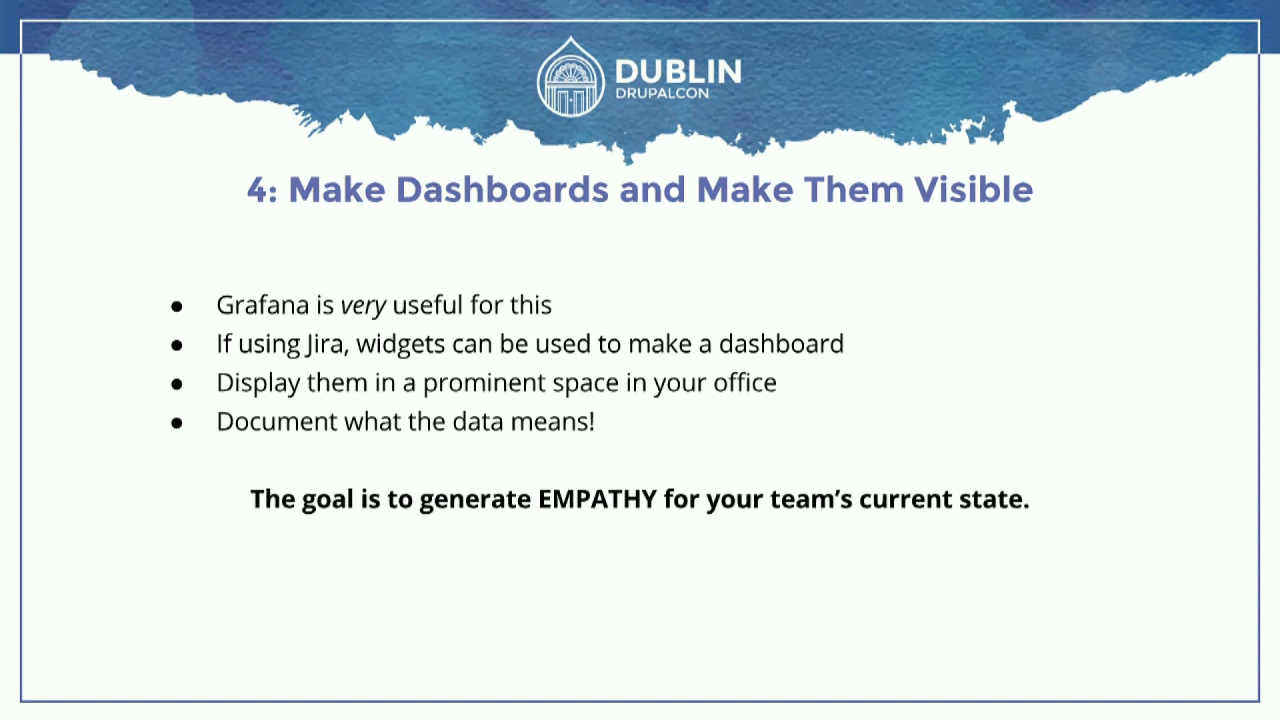 DUBLIN
DRUPALCON
4: Make Dashboards and Make Them Visible
● Grafana is very useful for this
● If using Jira, widgets can be used to make a dashboard
● Display them in a prominent space in your office
● Document what the data means!
The goal is to generate EMPATHY for your team’s current state.